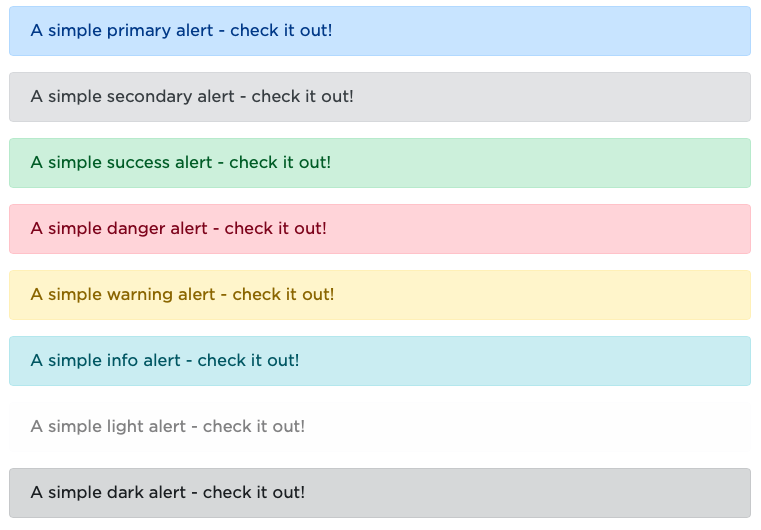 A simple primary alert - check it out!
A simple secondary alert - check it out!
A simple success alert - check it out!
A simple danger alert - check it out!
A simple warning alert - check it out!
A simple info alert - check it out!
A simple light alert - check it out!
A simple dark alert - check it out!